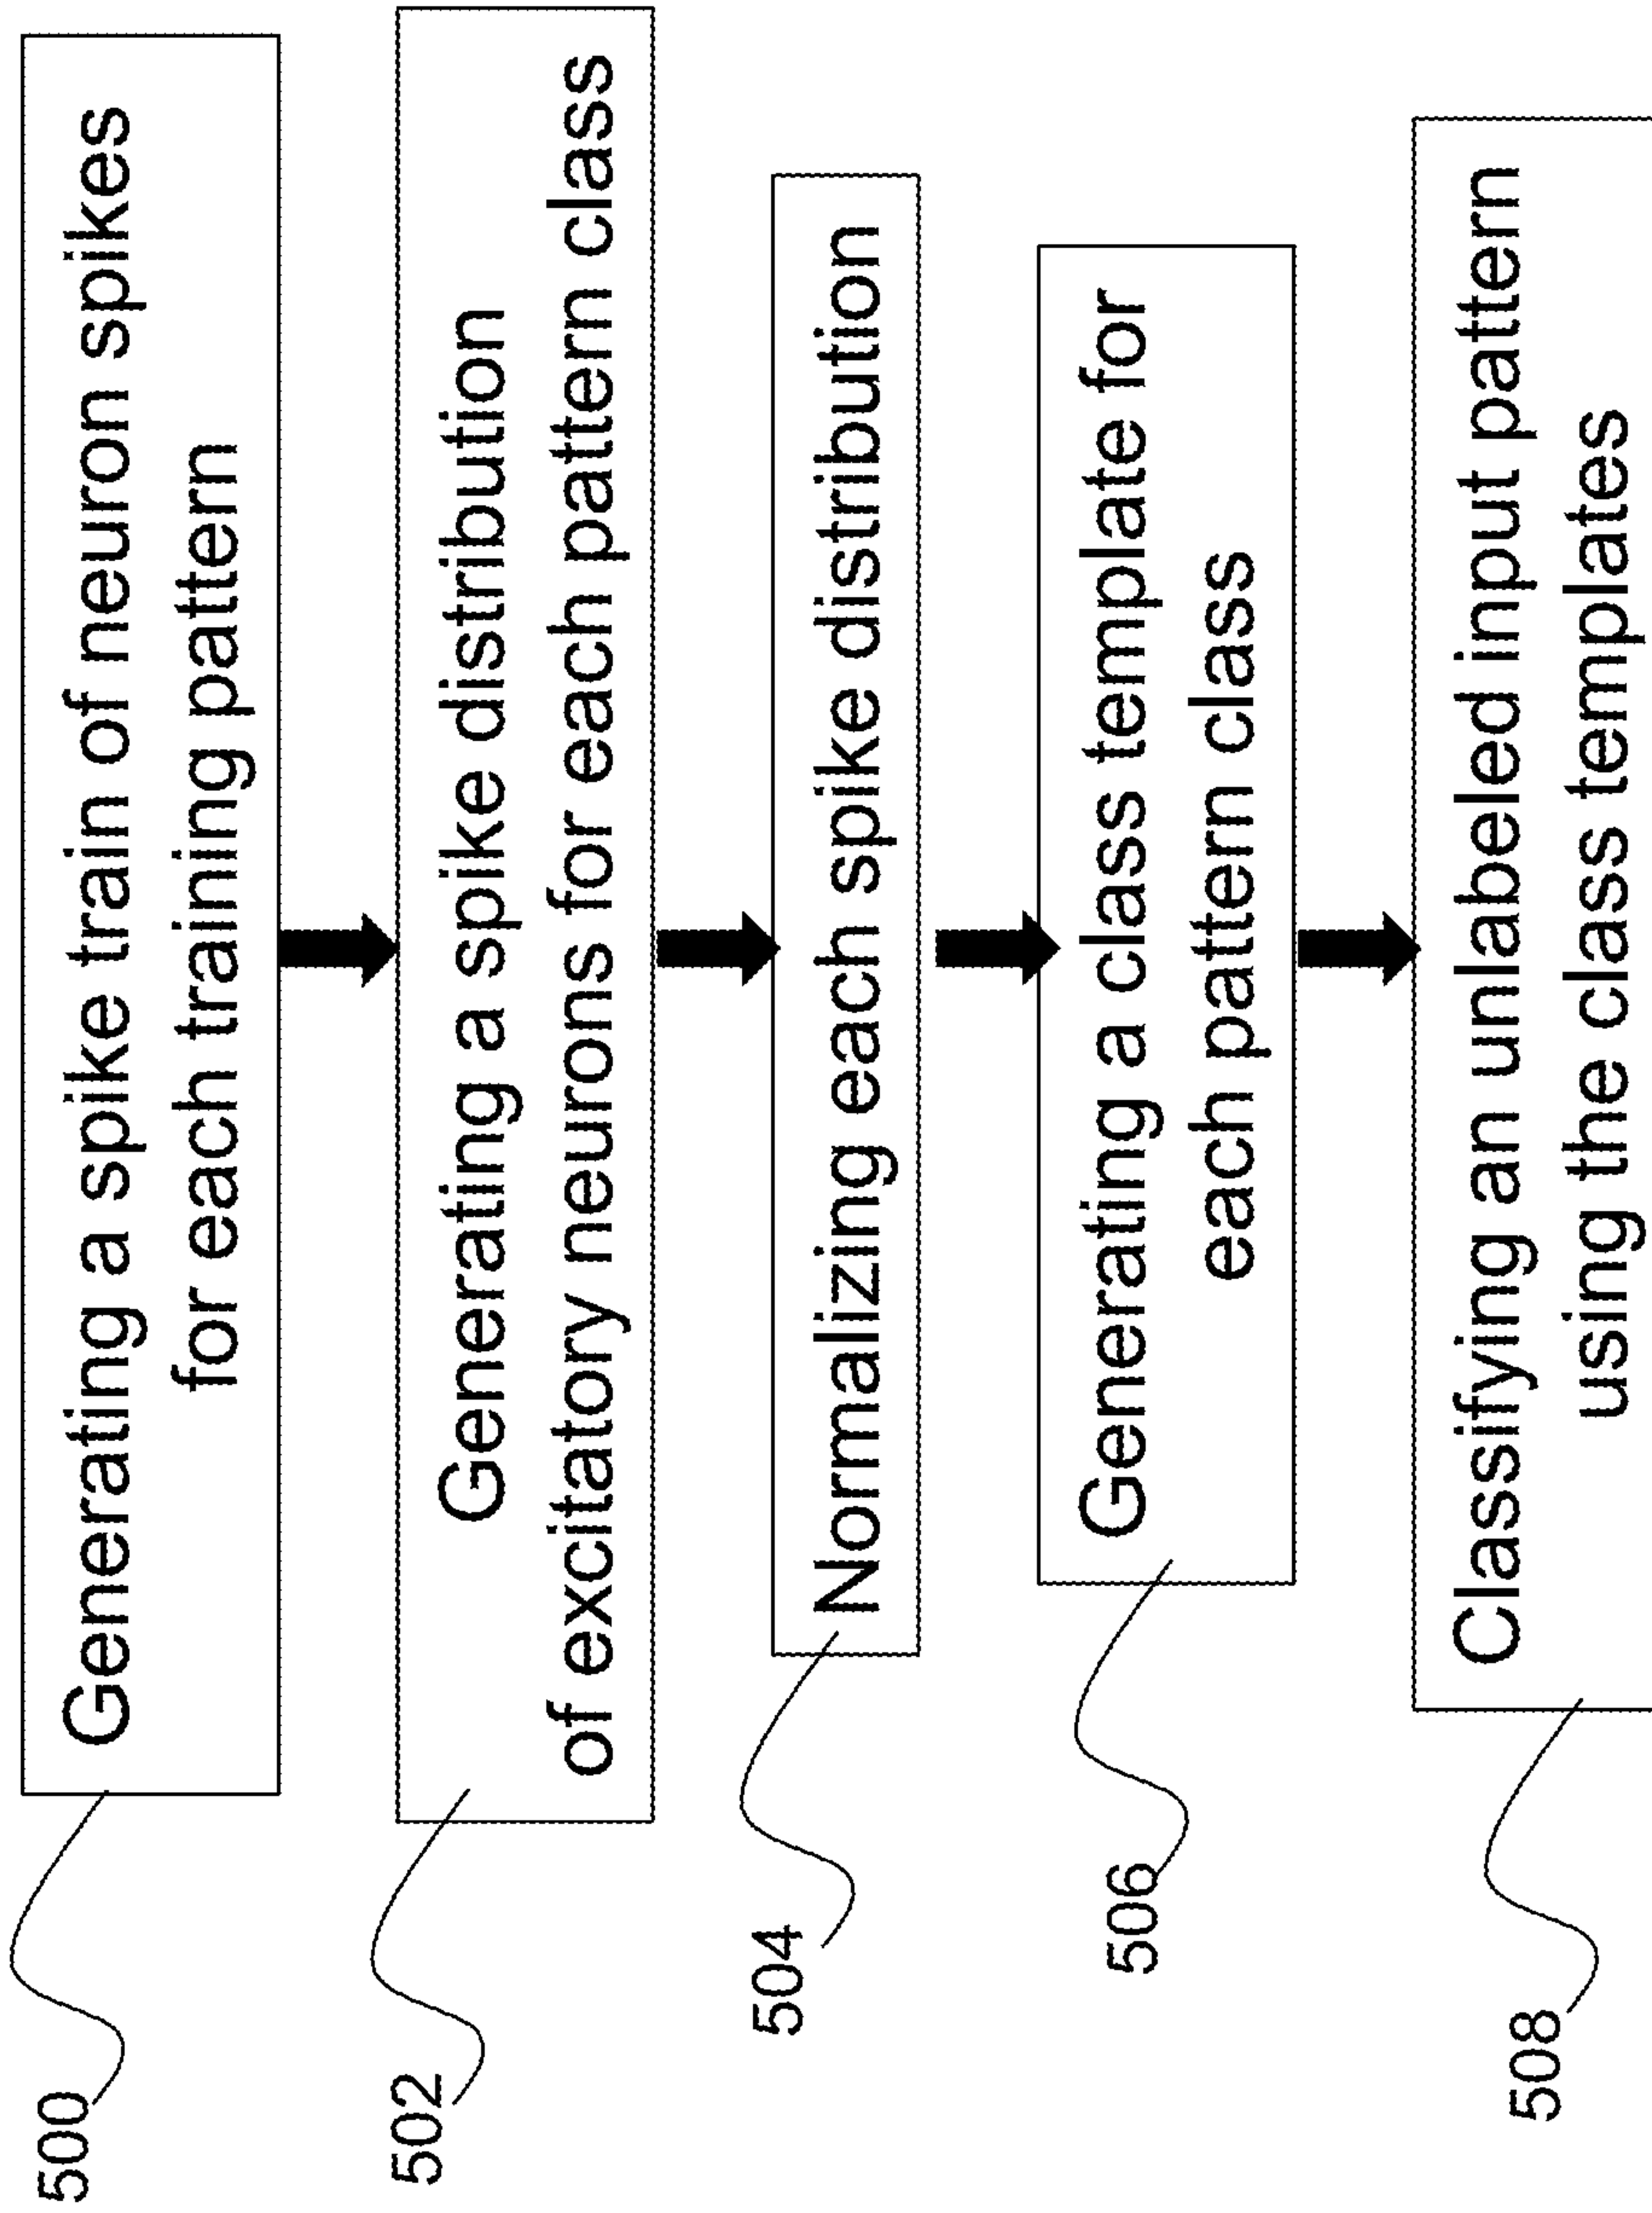 500
Generating a spike train of neuron spikes
for each training pattern
502
Generating a spike distribution
of excitatory neurons for each pattern class
504
Normalizing each spike distribution
506
Generating a class template for
each pattern class
508
Classifying an unlabeled input pattern
using the class templates